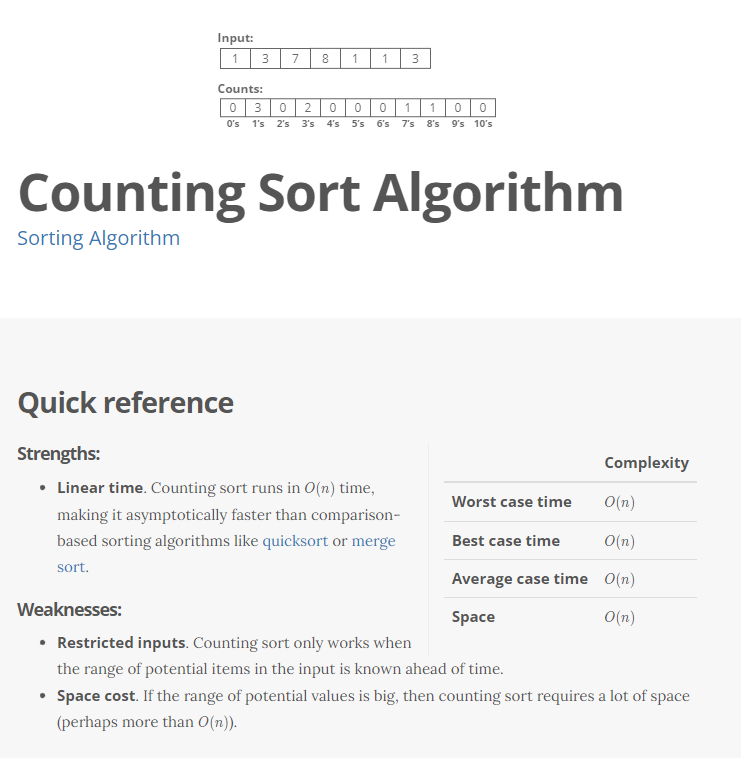 Input:
1 3 7 8 1 1 3
Counts:
0 3 0 2 0 0 0 1 1 0 0
0's 1's 2's 3's 4's 5's 6's 7's 8's 9's 10's
Counting Sort Algorithm
Sorting Algorithm
Quick reference
Strengths:
• Linear time. Counting sort runs in O(n) time,
making it asymptotically faster than comparison-
based sorting algorithms like quicksort or merge
sort.
Complexity
Worst case time O(n)
Best case time O(n)
Average case time O(n)
Space O(n)
Weaknesses:
• Restricted inputs. Counting sort only works when
the range of potential items in the input is known ahead of time.
• Space cost. If the range of potential values is big, then counting sort requires a lot of space
(perhaps more than O(n)).